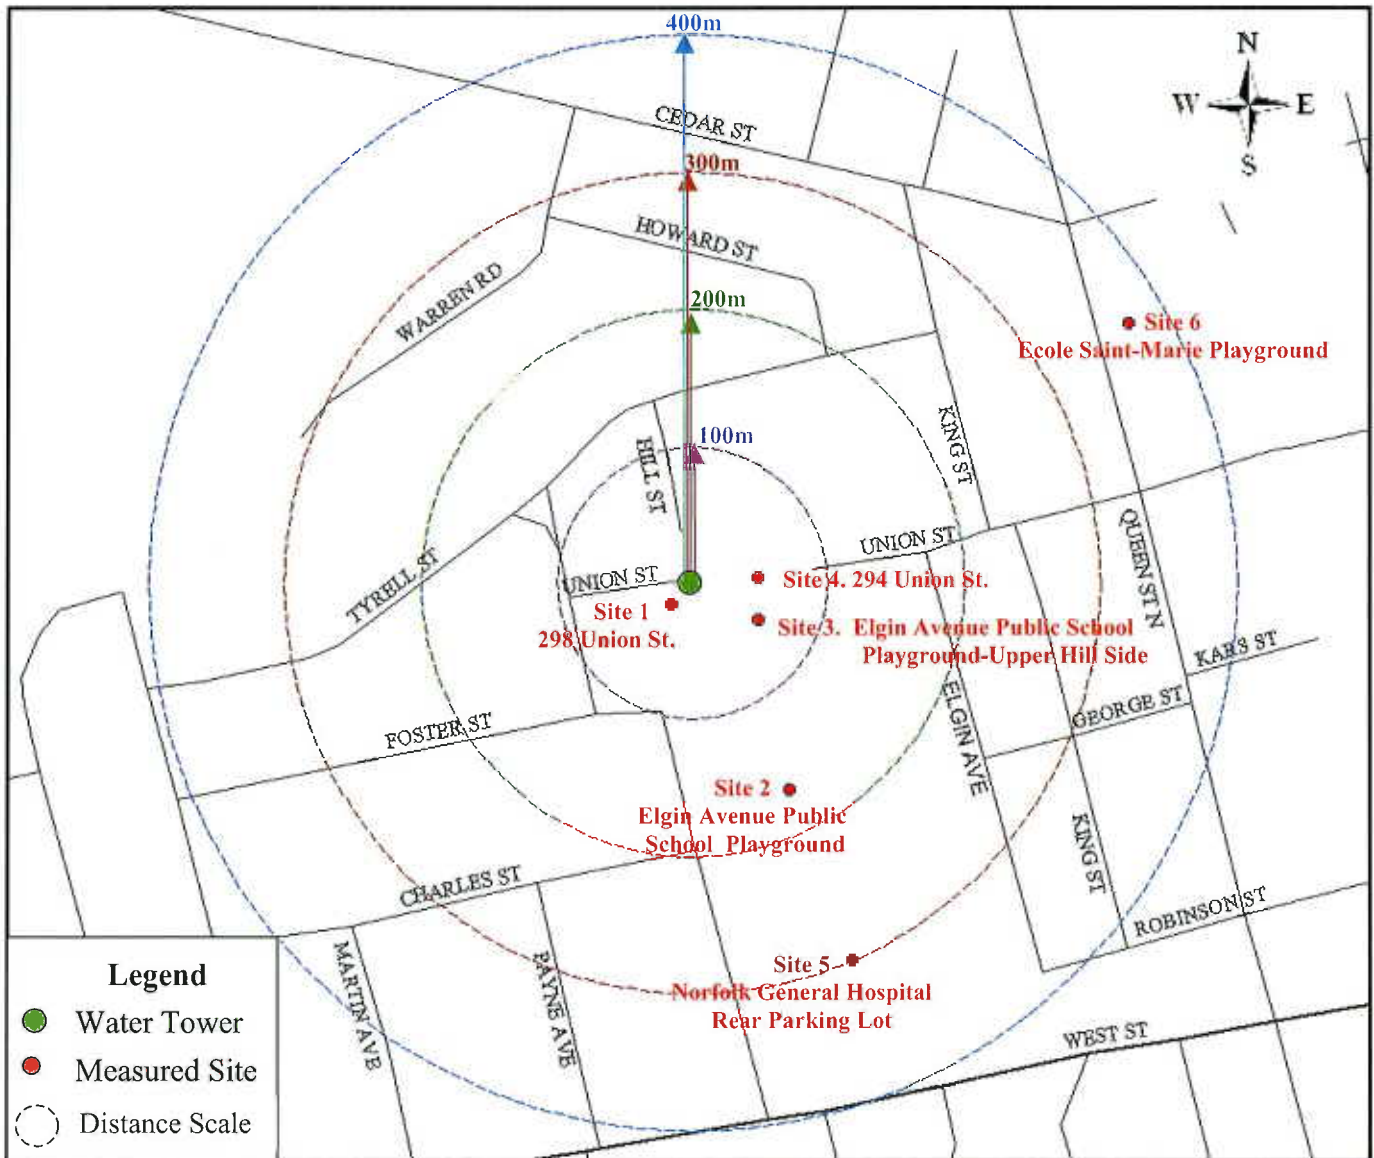 400m
N
W E
S
CEDAR ST
300m
HOWARD ST
WARREN RD
200m
Site 6
Ecole Saint-Marie Playground
KING ST
100m
HILL ST
QUEEN ST N
UNION ST
TYRELL ST
UNION ST
Site 4. 294 Union St.
Site 1
298 Union St.
Site 3. Elgin Avenue Public School
Playground-Upper Hill Side
KARS ST
ELGIN AVE
GEORGE ST
FOSTER ST
Site 2
Elgin Avenue Public
School Playground
KING ST
CHARLES ST
ROBINSON ST
MARTIN AVE
PAYNE AVE
Site 5
Norfolk General Hospital
Rear Parking Lot
WEST ST
Legend
Water Tower
Measured Site
Distance Scale